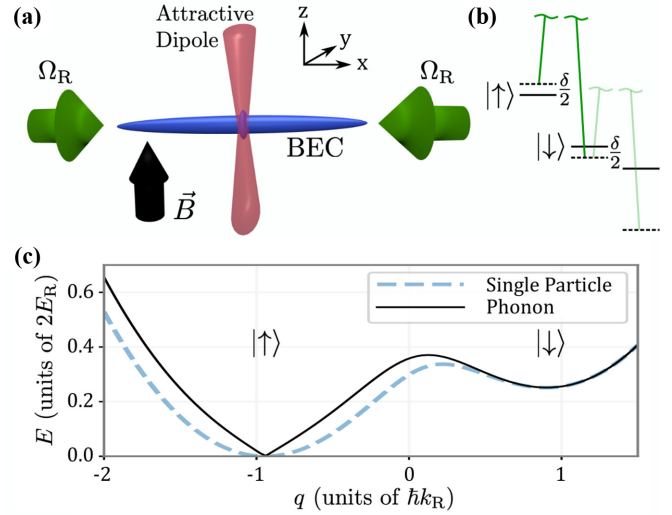 (a)
Attractive
Dipole
z
y
x
Ω_R
Ω_R
BEC
B⃗
(b)
|↑⟩
δ/2
|↓⟩
δ/2
(c)
Single Particle
Phonon
|↑⟩
|↓⟩
E (units of 2E_R)
0.6
0.4
0.2
0.0
-2
-1
0
1
q (units of ħk_R)